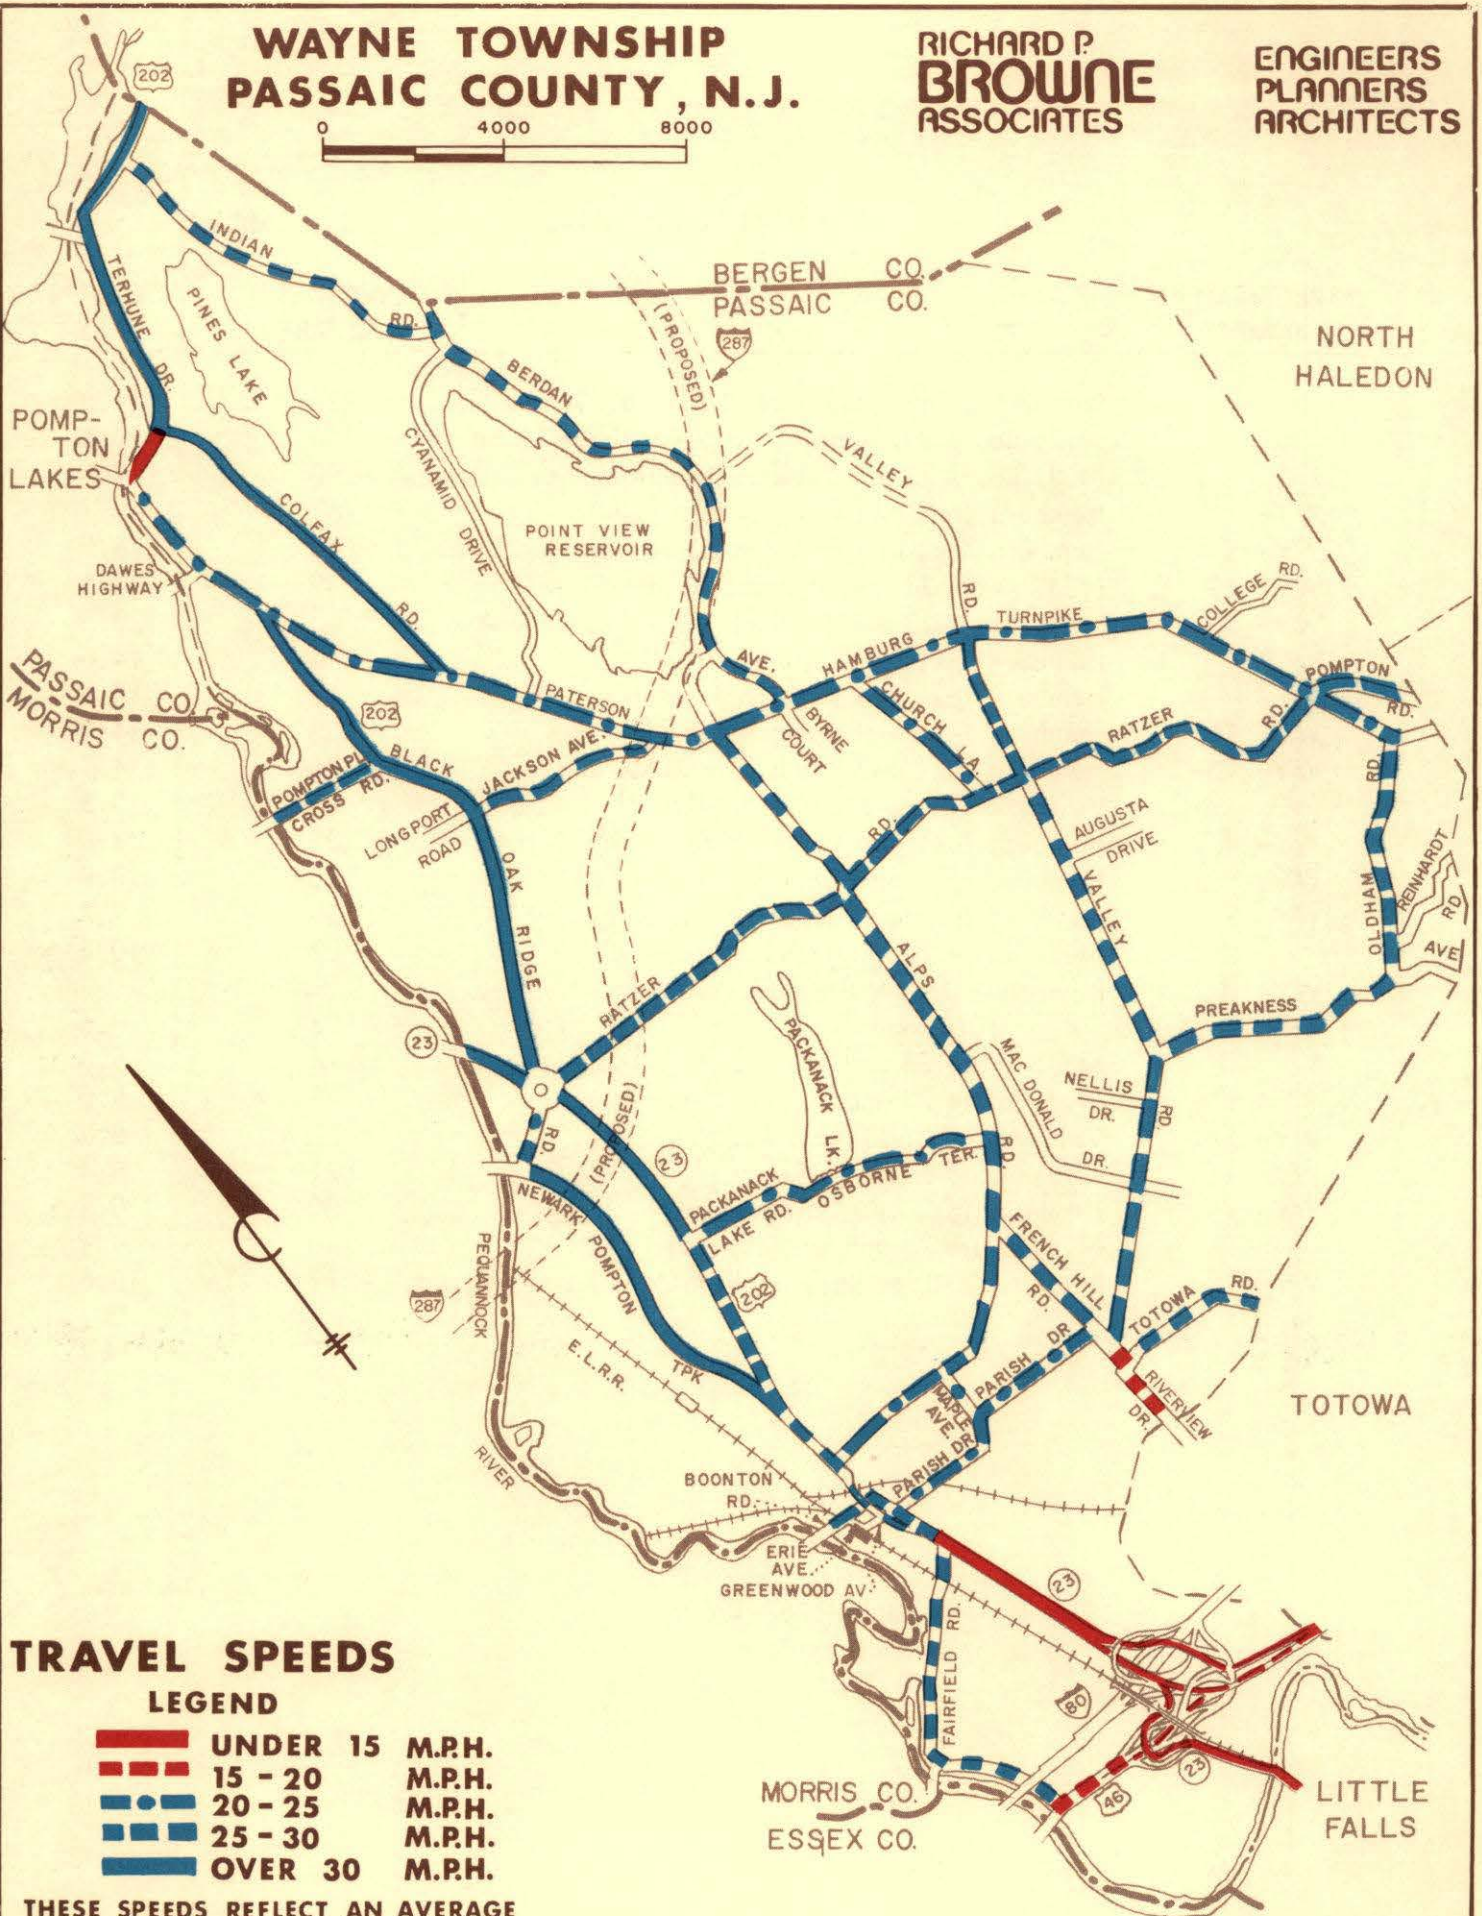 WAYNE TOWNSHIP
PASSAIC COUNTY, N.J.
0 4000 8000
RICHARD P.
BROWNE
ASSOCIATES
ENGINEERS
PLANNERS
ARCHITECTS
202
INDIAN
RD.
TERHUNE DR.
PINES LAKE
BERGEN CO.
PASSAIC CO.
(PROPOSED)
287
NORTH
HALEDON
BERDAN
AVE.
POMP-
TON
LAKES
CYANAMID DRIVE
VALLEY
RD.
COLFAX
RD.
POINT VIEW
RESERVOIR
DAWES
HIGHWAY
COLLEGE RD.
TURNPIKE
HAMBURG
PATERSON
POMPTON
RD.
PASSAIC CO.
MORRIS CO.
202
CHURCH LA.
BYRNE
COURT
RATZER
RD.
RD.
BLACK
OAK
RIDGE
RD.
JACKSON AVE.
POMPTON PL.
CROSS RD.
LONGPORT
ROAD
AUGUSTA
DRIVE
VALLEY
RD.
OLDHAM
RD.
REINHARDT
RD.
AVE
PREAKNESS
ALPS
RD.
RATZER
23
PACKANACK
LK.
MAC DONALD
DR.
NELLIS
DR.
(PROPOSED)
23
PACKANACK
LAKE RD.
OSBORNE TER.
NEWARK
POMPTON
TPK
202
FRENCH HILL
RD.
TOTOWA RD.
287
PEQUANNOCK
RIVER
E.L.R.R.
PARISH DR
MAPLE
AVE.
PARISH DR.
RIVERVIEW
DR.
TOTOWA
BOONTON
RD.
ERIE
AVE.
GREENWOOD AV.
23
FAIRFIELD RD.
80
23
46
MORRIS CO.
ESSEX CO.
LITTLE
FALLS
TRAVEL SPEEDS
LEGEND
UNDER 15 M.P.H.
15 - 20 M.P.H.
20 - 25 M.P.H.
25 - 30 M.P.H.
OVER 30 M.P.H.
THESE SPEEDS REFLECT AN AVERAGE